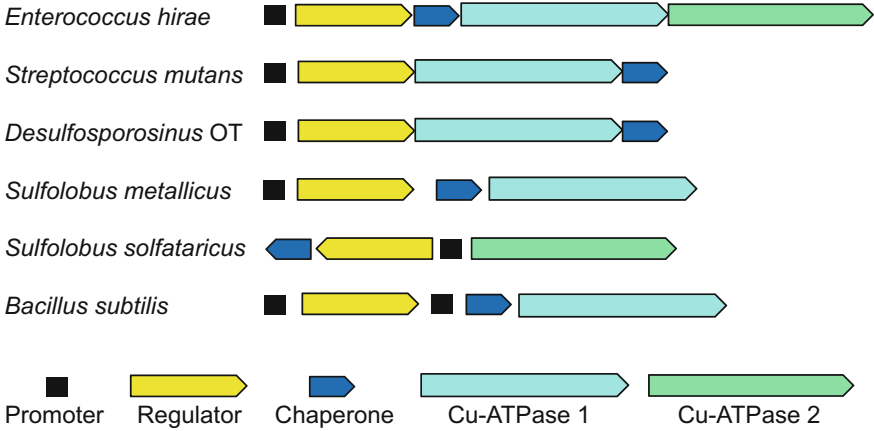 Enterococcus hirae
Streptococcus mutans
Desulfosporosinus OT
Sulfolobus metallicus
Sulfolobus solfataricus
Bacillus subtilis
Promoter Regulator Chaperone Cu-ATPase 1 Cu-ATPase 2